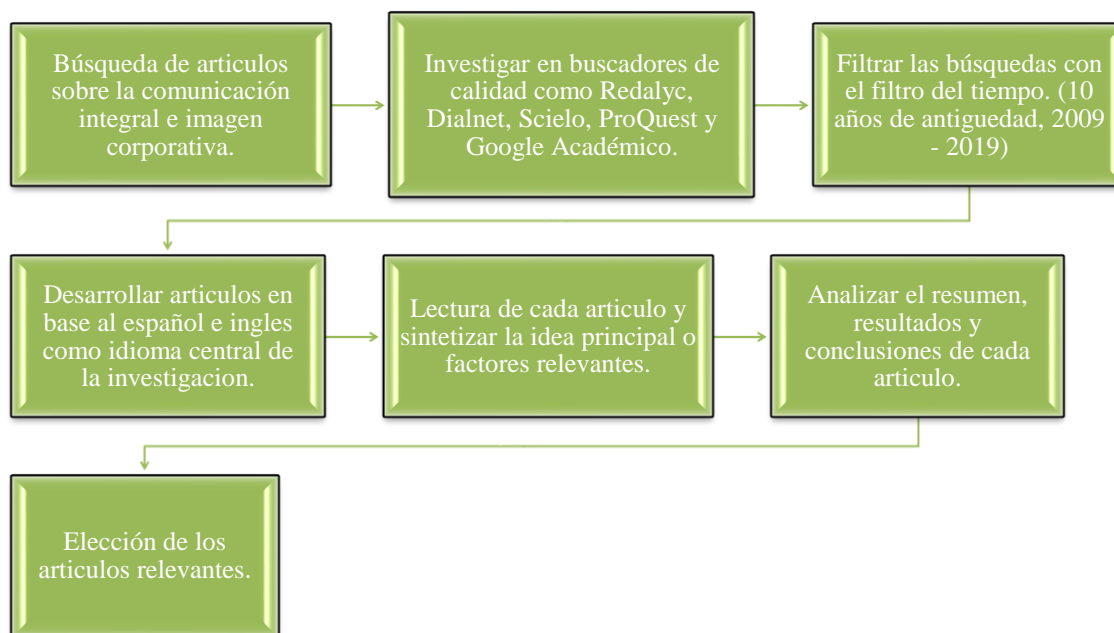 Búsqueda de articulos
sobre la comunicación
integral e imagen
corporativa.
Investigar en buscadores
de calidad como Redalyc,
Dialnet, Scielo, ProQuest y
Google Académico.
Filtrar las búsquedas con
el filtro del tiempo. (10
años de antiguedad, 2009
- 2019)
Desarrollar articulos en
base al español e ingles
como idioma central de
la investigacion.
Lectura de cada articulo y
sintetizar la idea principal o
factores relevantes.
Analizar el resumen,
resultados y
conclusiones de cada
articulo.
Elección de los
articulos relevantes.